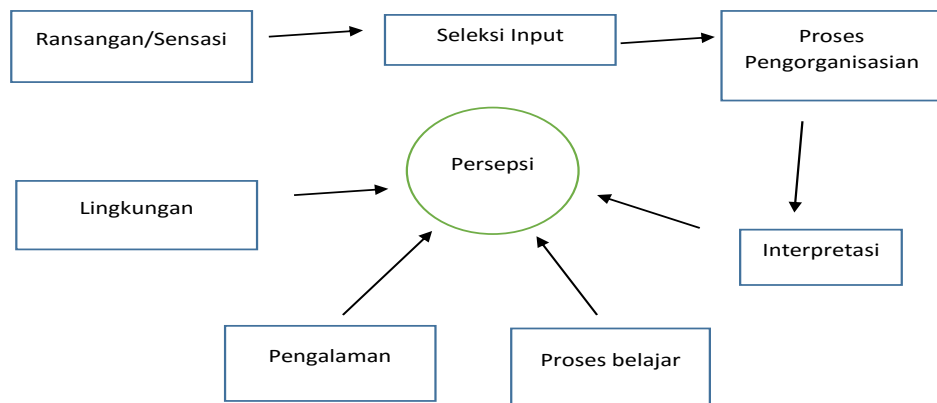 Ransangan/Sensasi
Seleksi Input
Proses
Pengorganisasian
Persepsi
Lingkungan
Interpretasi
Pengalaman
Proses belajar